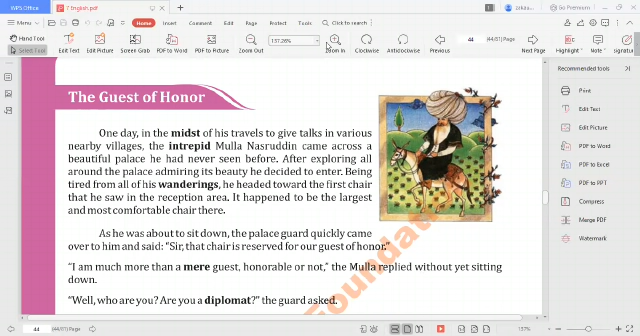 WPS Office
7 English.pdf
Menu
Home
Insert
Comment
Edit
Page
Protect
Tools
Click to search
Go Premium
Hand Tool
Select Tool
Edit Text
Edit Picture
Screen Grab
PDF to Word
PDF to Picture
Zoom Out
137.26%
Zoom In
Clockwise
Anticlockwise
Previous
44
44 (44/81) Page
Next Page
Highlight
Note
signatur
The Guest of Honor
One day, in the midst of his travels to give talks in various
nearby villages, the intrepid Mulla Nasruddin came across a
beautiful palace he had never seen before. After exploring all
around the palace admiring its beauty he decided to enter. Being
tired from all of his wanderings, he headed toward the first chair
that he saw in the reception area. It happened to be the largest
and most comfortable chair there.
As he was about to sit down, the palace guard quickly came
over to him and said: “Sir, that chair is reserved for our guest of honor.”
“I am much more than a mere guest, honorable or not,” the Mulla replied without yet sitting
down.
“Well, who are you? Are you a diplomat?” the guard asked.
Foundat
Recommended tools
Print
Edit Text
Edit Picture
PDF to Word
PDF to Excel
PDF to PPT
Compress
Merge PDF
Watermark
44
137%